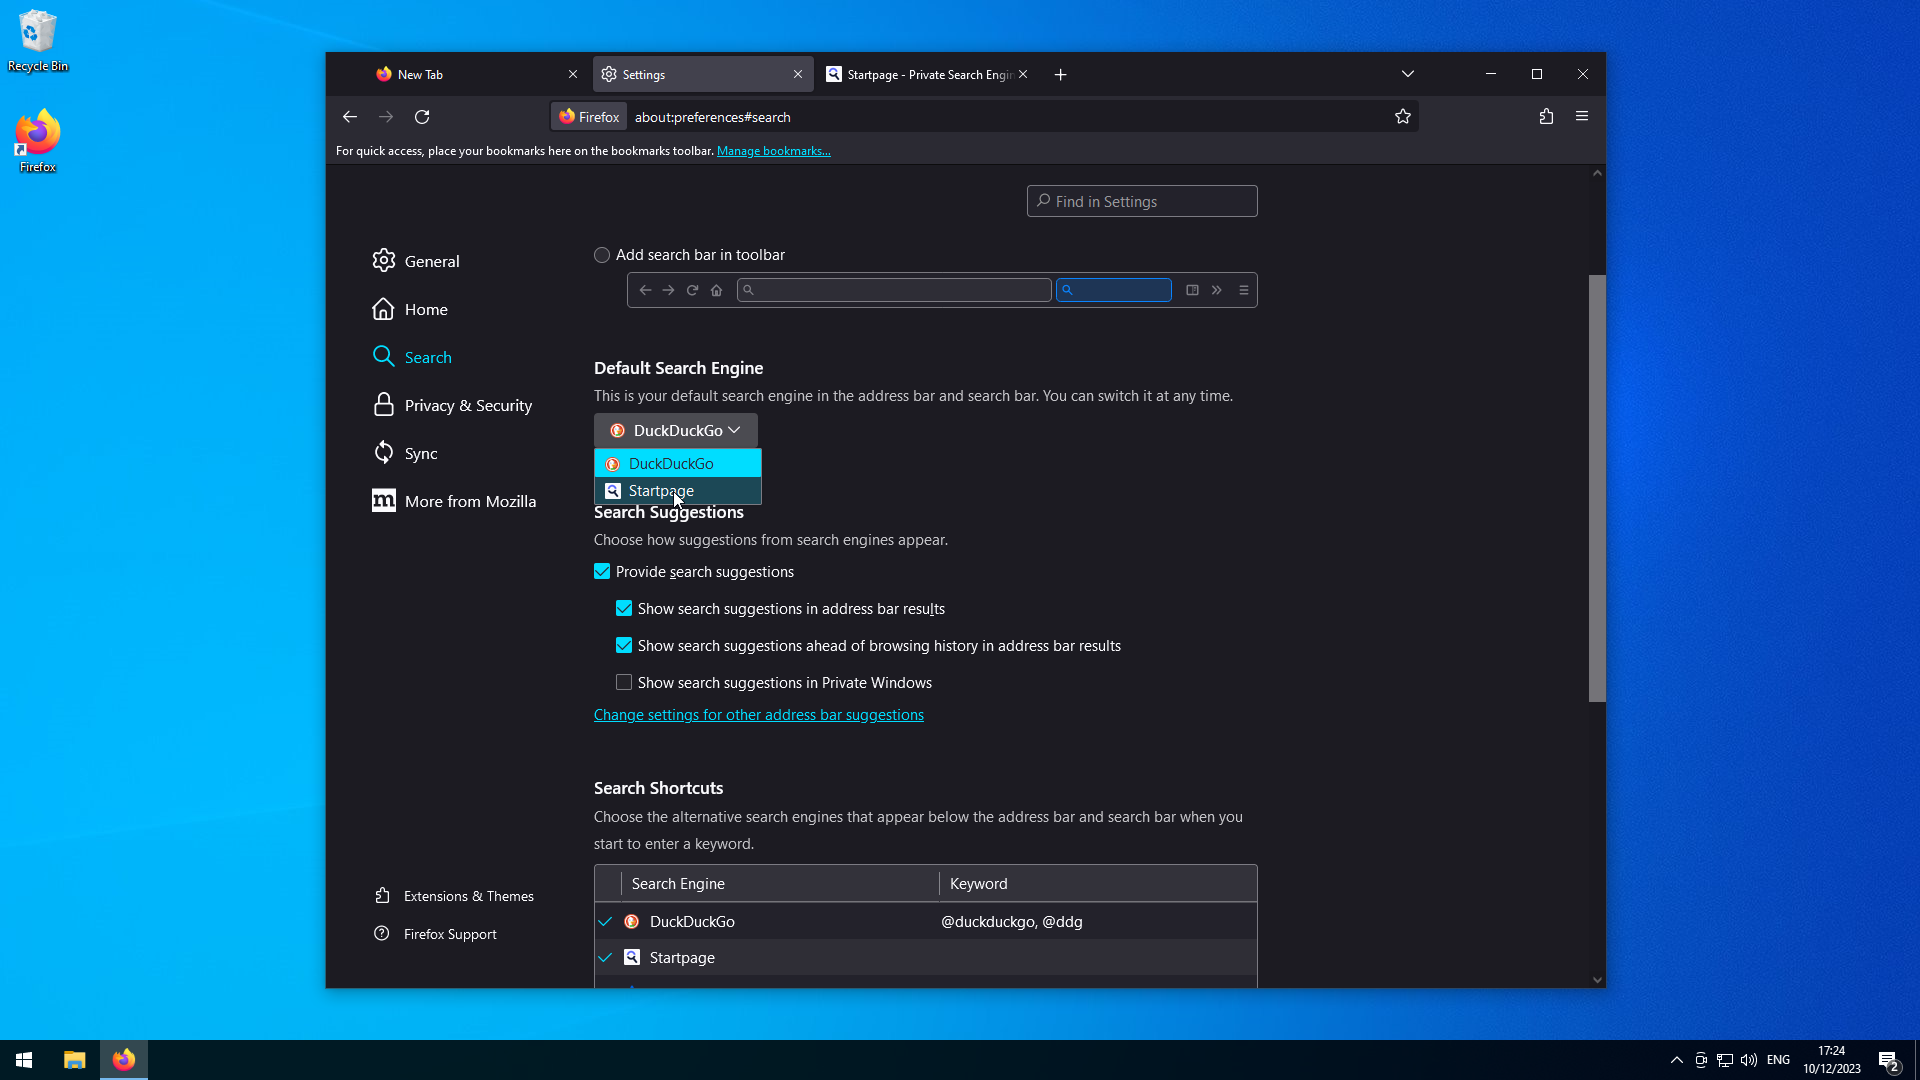 Recycle Bin
Firefox
New Tab
Settings
Startpage - Private Search Engin
Firefox
about:preferences#search
For quick access, place your bookmarks here on the bookmarks toolbar. Manage bookmarks...
Find in Settings
General
Home
Search
Privacy & Security
Sync
More from Mozilla
Extensions & Themes
Firefox Support
Add search bar in toolbar
Default Search Engine
This is your default search engine in the address bar and search bar. You can switch it at any time.
DuckDuckGo
DuckDuckGo
Startpage
Search Suggestions
Choose how suggestions from search engines appear.
Provide search suggestions
Show search suggestions in address bar results
Show search suggestions ahead of browsing history in address bar results
Show search suggestions in Private Windows
Change settings for other address bar suggestions
Search Shortcuts
Choose the alternative search engines that appear below the address bar and search bar when you
start to enter a keyword.
Search Engine Keyword
DuckDuckGo @duckduckgo, @ddg
Startpage
ENG
17:24
10/12/2023
2